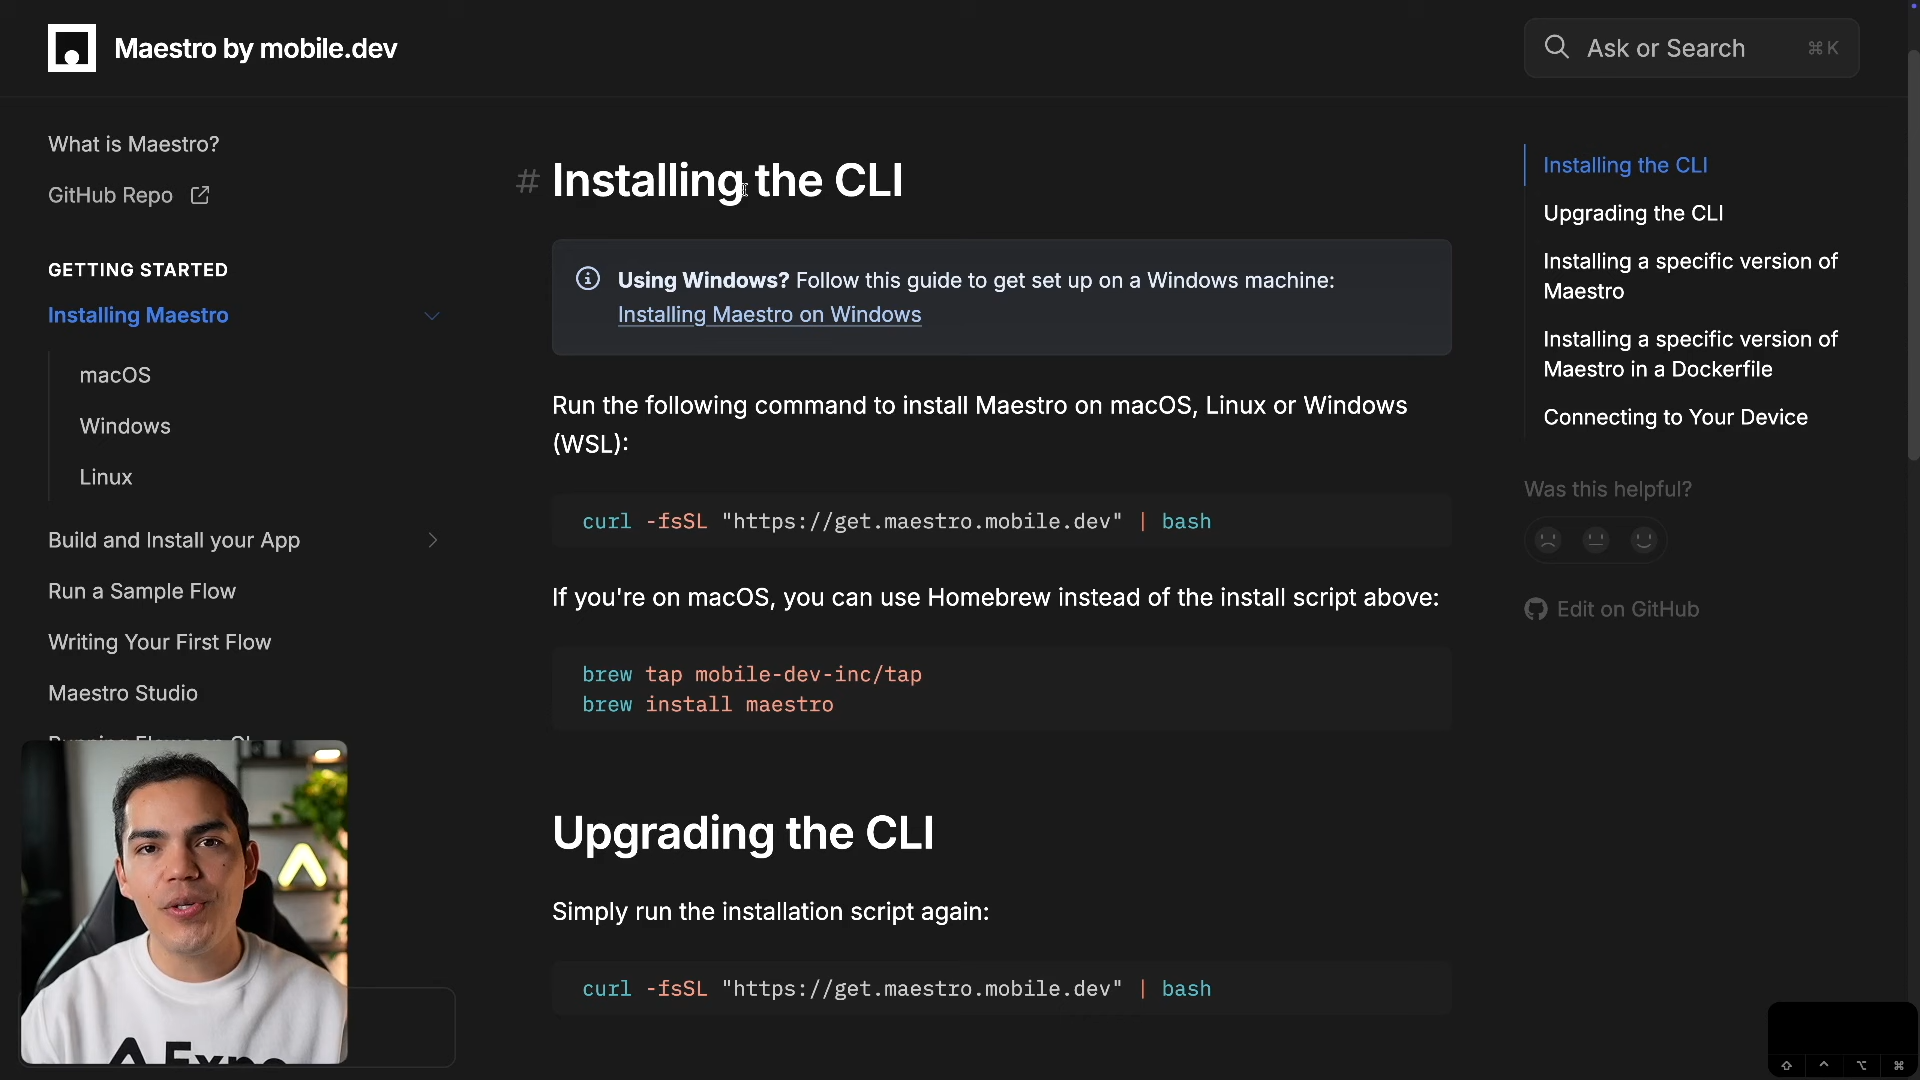 Maestro by mobile.dev
Ask or Search ⌘ K
What is Maestro?
GitHub Repo
GETTING STARTED
Installing Maestro
macOS
Windows
Linux
Build and Install your App
Run a Sample Flow
Writing Your First Flow
Maestro Studio
# Installing the CLI
Using Windows? Follow this guide to get set up on a Windows machine:
Installing Maestro on Windows
Run the following command to install Maestro on macOS, Linux or Windows
(WSL):
curl -fsSL "https://get.maestro.mobile.dev" | bash
If you're on macOS, you can use Homebrew instead of the install script above:
brew tap mobile-dev-inc/tap
brew install maestro
Upgrading the CLI
Simply run the installation script again:
curl -fsSL "https://get.maestro.mobile.dev" | bash
Installing the CLI
Upgrading the CLI
Installing a specific version of
Maestro
Installing a specific version of
Maestro in a Dockerfile
Connecting to Your Device
Was this helpful?
Edit on GitHub